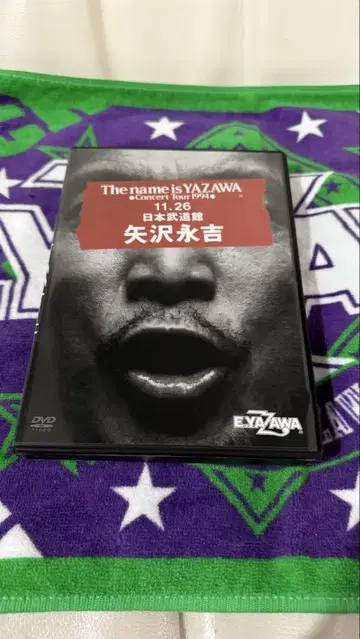 The name is YAZAWA
●Concert Tour 1994●
11.26
日本武道館
矢沢永吉
DVD
VIDEO
E.YAZAWA